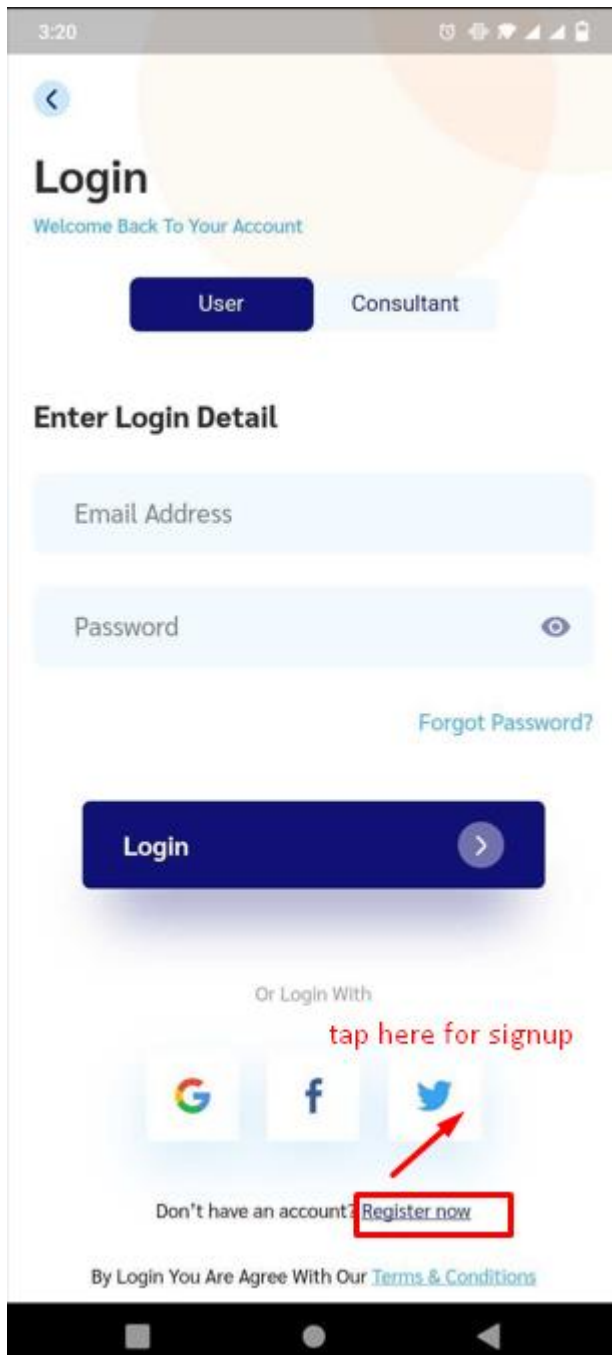 3:20
Login
Welcome Back To Your Account
User Consultant
Enter Login Detail
Email Address
Password
Forgot Password?
Login
Or Login With
tap here for signup
G f
Don't have an account? Register now
By Login You Are Agree With Our Terms & Conditions